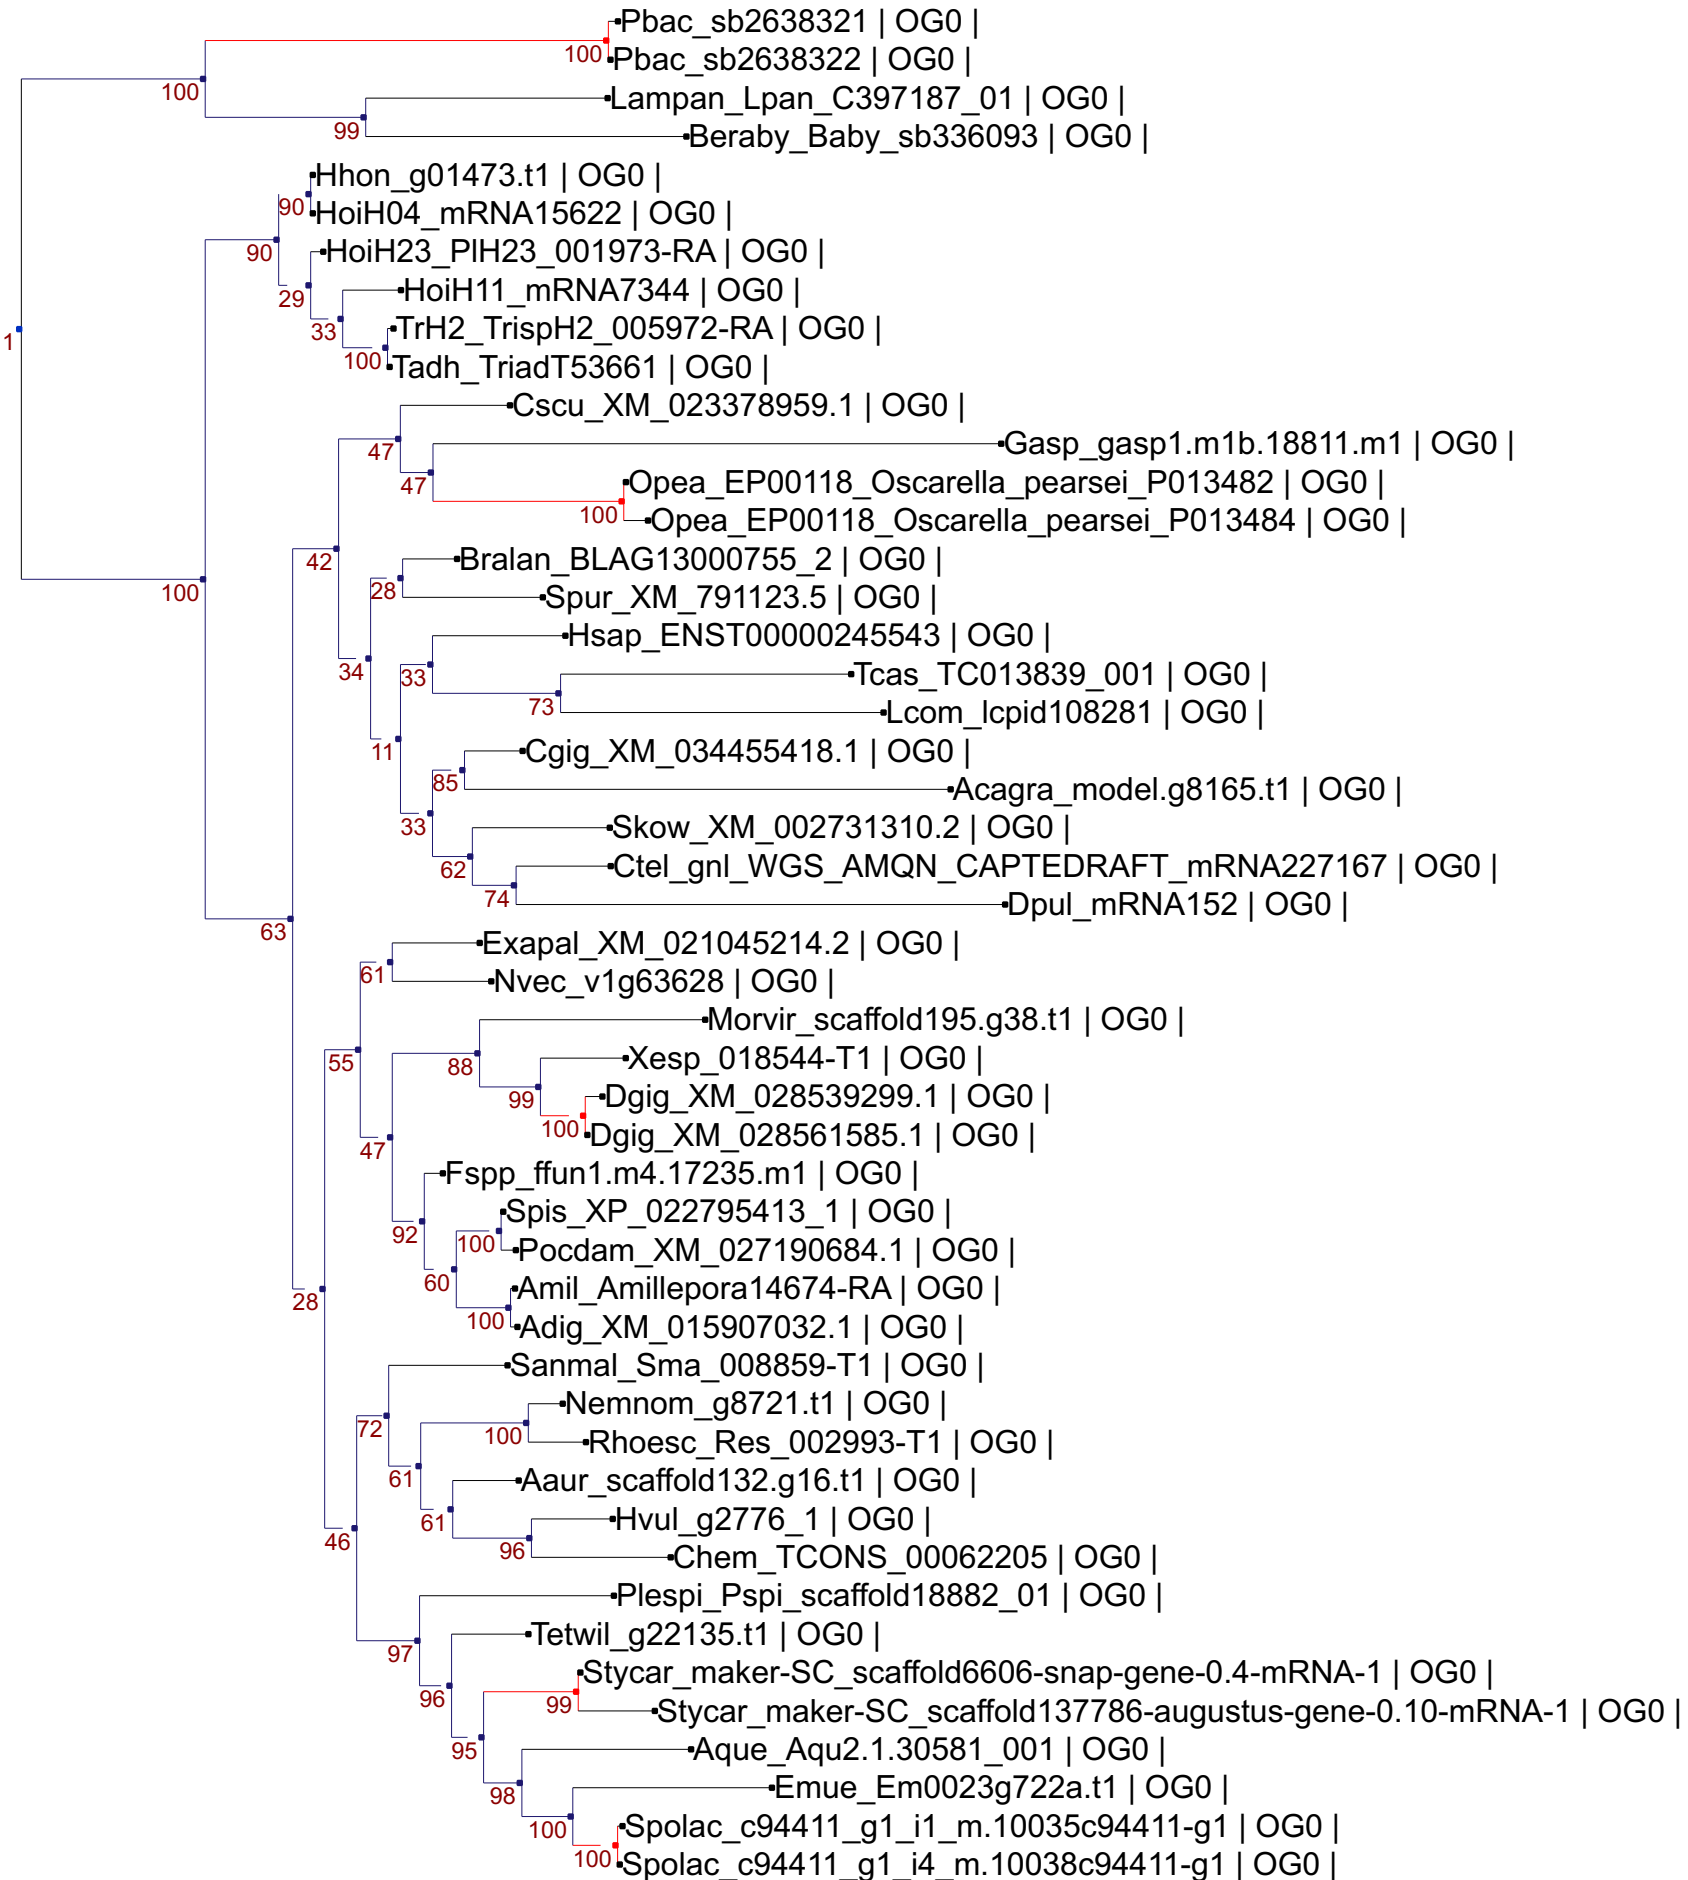 Pbac_sb2638321 | OG0 |
100
Pbac_sb2638322 | OG0 |
100
Lampan_Lpan_C397187_01 | OG0 |
99
Beraby_Baby_sb336093 | OG0 |
Hhon_g01473.t1 | OG0 |
90
HoiH04_mRNA15622 | OG0 |
90
HoiH23_PlH23_001973-RA | OG0 |
29
HoiH11_mRNA7344 | OG0 |
33
TrH2_TrispH2_005972-RA | OG0 |
1
100
Tadh_TriadT53661 | OG0 |
Cscu_XM_023378959.1 | OG0 |
47
Gasp_gasp1.m1b.18811.m1 | OG0 |
47
Opea_EP00118_Oscarella_pearsei_P013482 | OG0 |
100
Opea_EP00118_Oscarella_pearsei_P013484 | OG0 |
42
Bralan_BLAG13000755_2 | OG0 |
100
28
Spur_XM_791123.5 | OG0 |
Hsap_ENST00000245543 | OG0 |
34
33
Tcas_TC013839_001 | OG0 |
73
Lcom_lcpid108281 | OG0 |
11
Cgig_XM_034455418.1 | OG0 |
85
Acagra_model.g8165.t1 | OG0 |
33
Skow_XM_002731310.2 | OG0 |
62
Ctel_gnl_WGS_AMQN_CAPTEDRAFT_mRNA227167 | OG0 |
74
Dpul_mRNA152 | OG0 |
63
Exapal_XM_021045214.2 | OG0 |
61
Nvec_v1g63628 | OG0 |
Morvir_scaffold195.g38.t1 | OG0 |
55
88
Xesp_018544-T1 | OG0 |
99
Dgig_XM_028539299.1 | OG0 |
100
Dgig_XM_028561585.1 | OG0 |
47
Fspp_ffun1.m4.17235.m1 | OG0 |
92
Spis_XP_022795413_1 | OG0 |
100
Pocdam_XM_027190684.1 | OG0 |
60
Amil_Amillepora14674-RA | OG0 |
28
100
Adig_XM_015907032.1 | OG0 |
Sanmal_Sma_008859-T1 | OG0 |
72
Nemnom_g8721.t1 | OG0 |
100
Rhoesc_Res_002993-T1 | OG0 |
61
Aaur_scaffold132.g16.t1 | OG0 |
61
Hvul_g2776_1 | OG0 |
46
96
Chem_TCONS_00062205 | OG0 |
Plespi_Pspi_scaffold18882_01 | OG0 |
97
Tetwil_g22135.t1 | OG0 |
96
Stycar_maker-SC_scaffold6606-snap-gene-0.4-mRNA-1 | OG0 |
99
Stycar_maker-SC_scaffold137786-augustus-gene-0.10-mRNA-1 | OG0 |
95
Aque_Aqu2.1.30581_001 | OG0 |
98
Emue_Em0023g722a.t1 | OG0 |
100
Spolac_c94411_g1_i1_m.10035c94411-g1 | OG0 |
100
Spolac_c94411_g1_i4_m.10038c94411-g1 | OG0 |